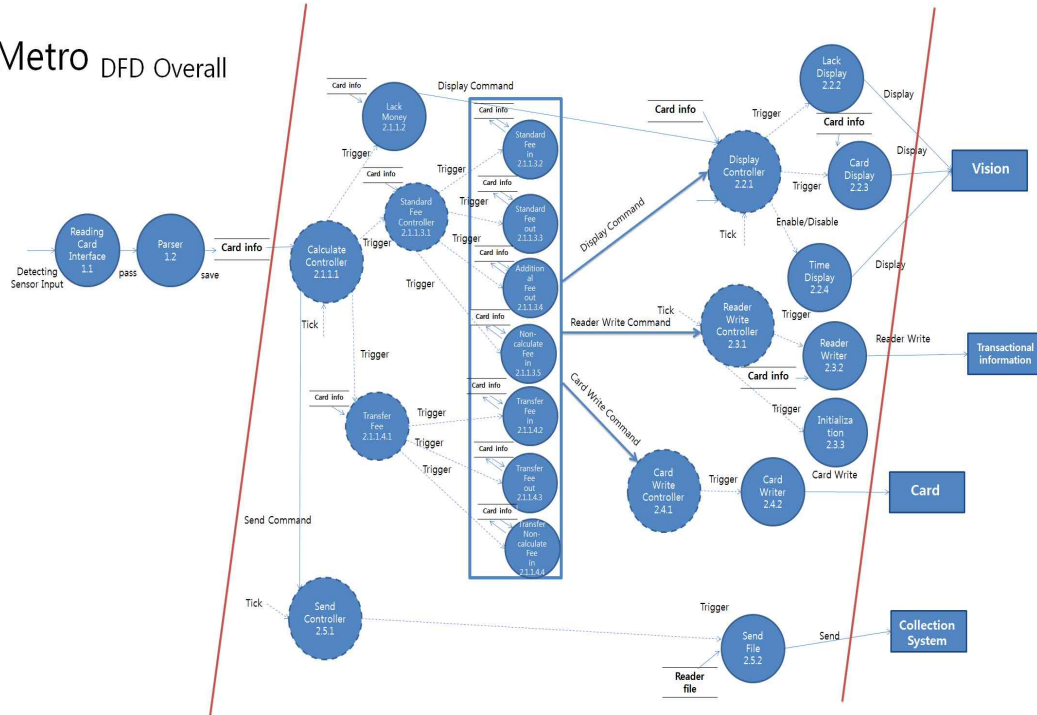 Metro DFD Overall
Detecting
Sensor Input
Reading
Card
Interface
1.1
pass
Parser
1.2
save
Card info
Calculate
Controller
2.1.1.1
Tick
Trigger
Card info
Lack
Money
2.1.1.2
Display Command
Trigger
Card info
Standard
Fee
Controller
2.1.1.3.1
Trigger
Trigger
Trigger
Trigger
Card info
Standard
Fee
in
2.1.1.3.2
Card info
Standard
Fee
out
2.1.1.3.3
Card info
Addition
al
Fee
out
2.1.1.3.4
Card info
Non-
calculate
Fee
in
2.1.1.3.5
Trigger
Card info
Transfer
Fee
2.1.1.4.1
Trigger
Trigger
Trigger
Card info
Transfer
Fee
in
2.1.1.4.2
Card info
Transfer
Fee
out
2.1.1.4.3
Card info
Transfer
Non-
calculate
Fee
in
2.1.1.4.4
Display Command
Reader Write Command
Card Write Command
Card info
Display
Controller
2.2.1
Tick
Trigger
Lack
Display
2.2.2
Display
Card info
Trigger
Card
Display
2.2.3
Display
Enable/Disable
Time
Display
2.2.4
Display
Vision
Tick
Reader
Write
Controller
2.3.1
Trigger
Card info
Reader
Writer
2.3.2
Reader Write
Transactional
information
Trigger
Initializa
tion
2.3.3
Card
Write
Controller
2.4.1
Trigger
Card
Writer
2.4.2
Card Write
Card
Send Command
Tick
Send
Controller
2.5.1
Trigger
Send
File
2.5.2
Reader
file
Send
Collection
System